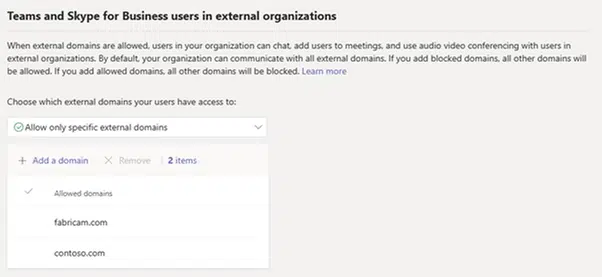 Teams and Skype for Business users in external organizations
When external domains are allowed, users in your organization can chat, add users to meetings, and use audio video conferencing with users in
external organizations. By default, your organization can communicate with all external domains. If you add blocked domains, all other domains will
be allowed. If you add allowed domains, all other domains will be blocked. Learn more
Choose which external domains your users have access to:
Allow only specific external domains
+ Add a domain × Remove | 2 items
Allowed domains
fabricam.com
contoso.com